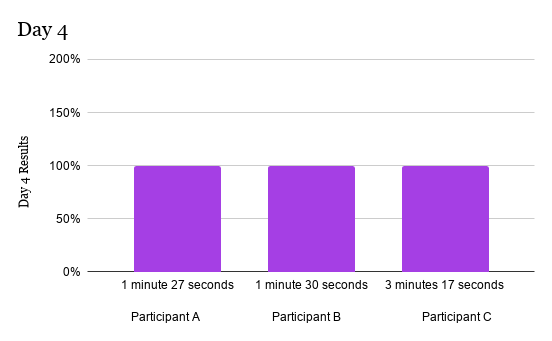 Day 4
200%
150%
100%
50%
0%
Day 4 Results
1 minute 27 seconds 1 minute 30 seconds 3 minutes 17 seconds
Participant A Participant B Participant C